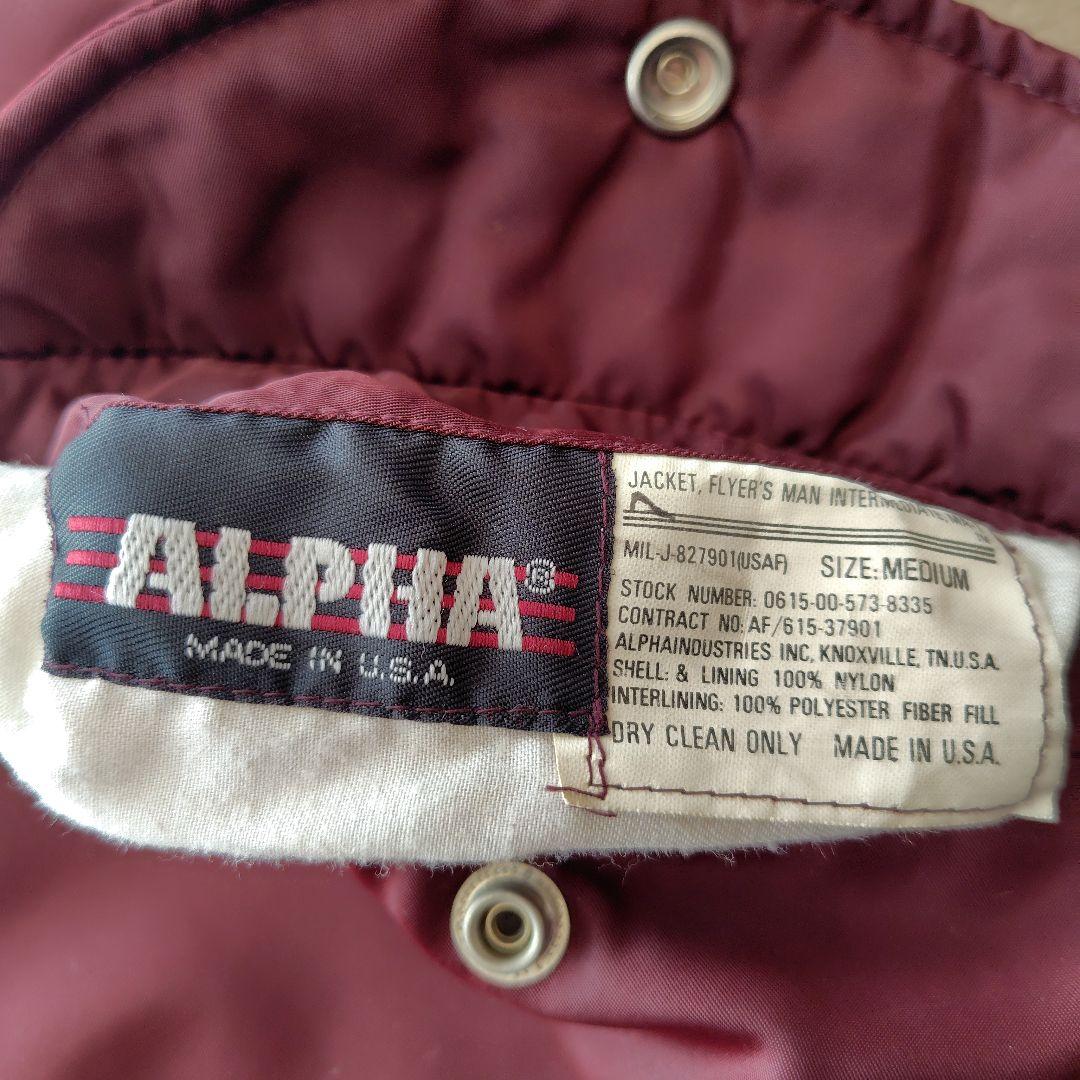 ALPHA®
MADE IN U.S.A.
JACKET, FLYER'S MAN INTERMEDIATE,
MIL-J-827901(USAF) SIZE: MEDIUM
STOCK NUMBER: 0615-00-573-8335
CONTRACT NO: AF/615-37901
ALPHAINDUSTRIES INC, KNOXVILLE, TN.U.S.A.
SHELL: & LINING 100% NYLON
INTERLINING: 100% POLYESTER FIBER FILL
DRY CLEAN ONLY MADE IN U.S.A.